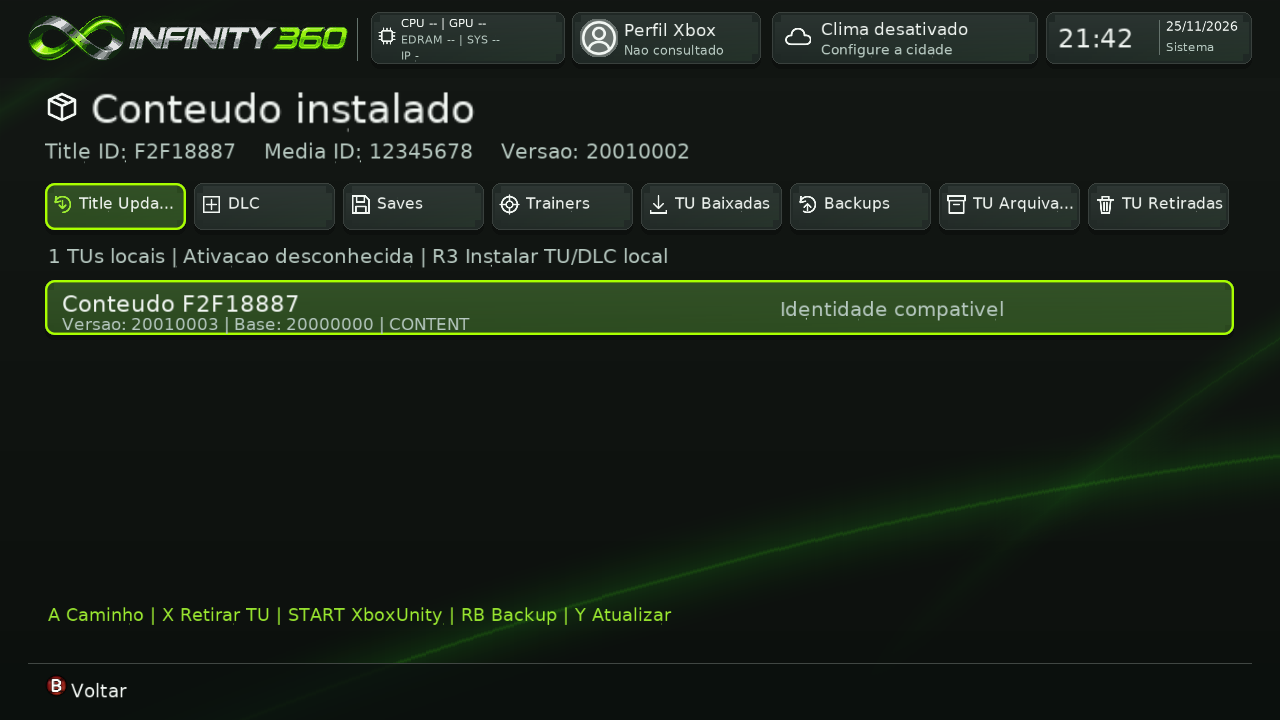 INFINITY 360
CPU -- | GPU --
EDRAM -- | SYS --
IP -
Perfil Xbox
Nao consultado
Clima desativado
Configure a cidade
21:42
25/11/2026
Sistema
Conteudo instalado
Title ID: F2F18887 Media ID: 12345678 Versao: 20010002
Title Upda...
DLC
Saves
Trainers
TU Baixadas
Backups
TU Arquiva...
TU Retiradas
1 TUs locais | Ativacao desconhecida | R3 Instalar TU/DLC local
Conteudo F2F18887
Versao: 20010003 | Base: 20000000 | CONTENT
Identidade compativel
A Caminho | X Retirar TU | START XboxUnity | RB Backup | Y Atualizar
B Voltar